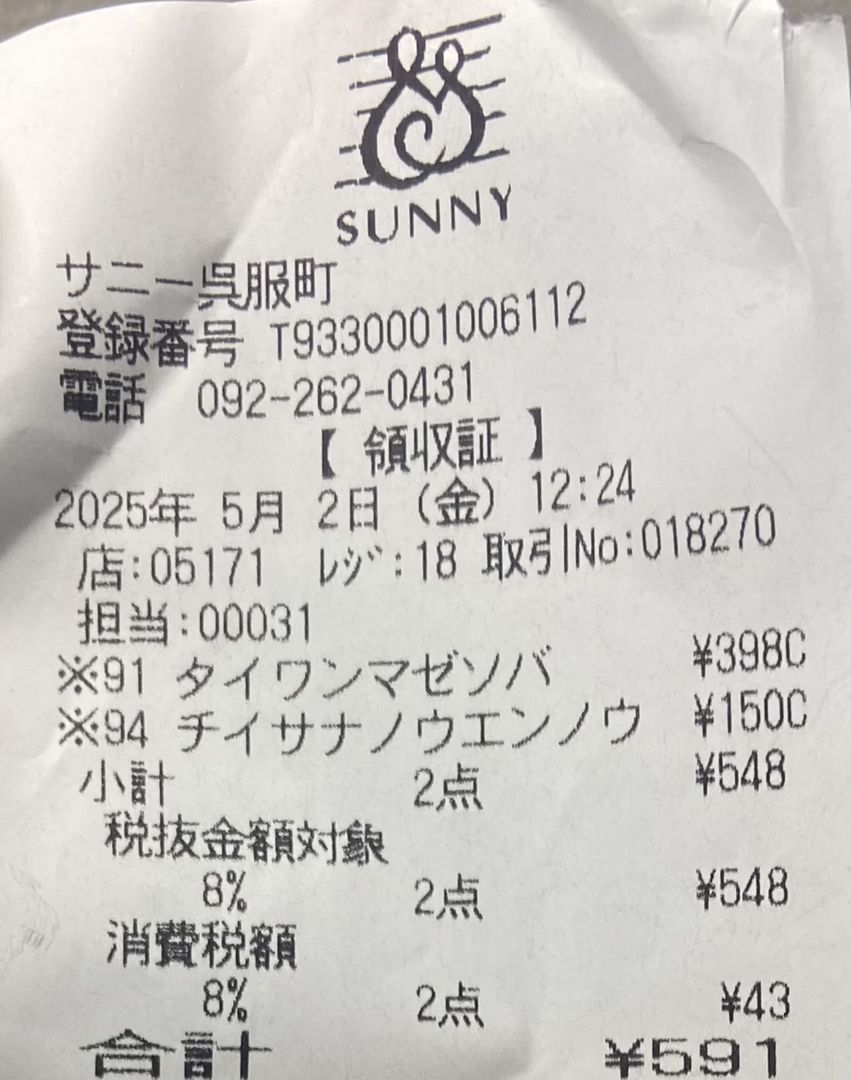 SUNNY
サニー呉服町
登録番号 T9330001006112
電話 092-262-0431
【 領収証 】
2025年 5月 2日 (金) 12:24
店:05171 ﾚｼﾞ:18 取引No:018270
担当:00031
※91 タイワンマゼソバ ¥398C
※94 チイサナノウエンノウ ¥150C
小計 2点 ¥548
税抜金額対象
8% 2点 ¥548
消費税額
8% 2点 ¥43
合計 ¥591